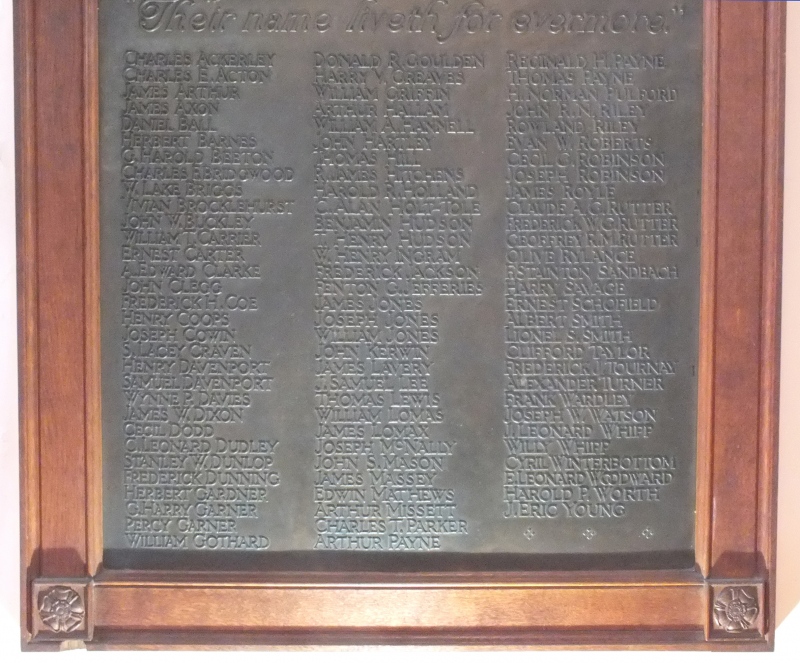 "Their name liveth for evermore."
CHARLES ACKERLEY
CHARLES E. ACTON
JAMES ARTHUR
JAMES AXON
DANIEL BALL
HERBERT BARNES
G. HAROLD BEETON
CHARLES F. BRIDGWOOD
W. LAKE BRIGGS
VIVIAN BROCKLEHURST
JOHN W. BUCKLEY
WILLIAM T. CARRIER
ERNEST CARTER
A. EDWARD CLARKE
JOHN CLEGG
FREDERICK H. COE
HENRY COOPS
JOSEPH COWIN
S. LACEY CRAVEN
HENRY DAVENPORT
SAMUEL DAVENPORT
WYNNE P. DAVIES
JAMES W. DIXON
CECIL DODD
C. LEONARD DUDLEY
STANLEY W. DUNLOP
FREDERICK DUNNING
HERBERT GARDNER
G. HARRY GARNER
PERCY GARNER
WILLIAM GOTHARD
DONALD R. GOULDEN
HARRY V. GREAVES
WILLIAM GRIFFIN
ARTHUR HALLAM
WILLIAM A. HANNELL
JOHN HARTLEY
THOMAS HILL
R. JAMES HITCHENS
HAROLD R. HOLLAND
C. ALAN HOLT
BENJAMIN HUDSON
HENRY HUDSON
W. HENRY INGRAM
FREDERICK JACKSON
FENTON G. JEFFERIES
JAMES JONES
JOSEPH JONES
WILLIAM JONES
JOHN KERWIN
JAMES LAVERY
J. SAMUEL LEE
THOMAS LEWIS
WILLIAM LOMAS
JAMES LOMAX
JOSEPH McNALLY
JOHN S. MASON
JAMES MASSEY
EDWIN MATHEWS
ARTHUR MISSETT
CHARLES T. PARKER
ARTHUR PAYNE
REGINALD H. PAYNE
THOMAS PAYNE
H. NORMAN PULFORD
JOHN R. N. RILEY
ROWLAND RILEY
EVAN W. ROBERTS
CECIL C. ROBINSON
JOSEPH ROBINSON
JAMES ROYLE
CLAUDE A. G. RUTTER
FREDERICK W. C. RUTTER
GEOFFREY R. M. RUTTER
OLIVE RYLANCE
F. STAINTON SANDBACH
HARRY SAVAGE
ERNEST SCHOFIELD
ALBERT SMITH
LIONEL S. SMITH
CLIFFORD TAYLOR
FREDERICK J. TOURNAY
ALEXANDER TURNER
FRANK WARDLEY
JOSEPH W. WATSON
LEONARD WHIPP
WILLY WHIPP
CYRIL WINTERBOTTOM
E. LEONARD WOODWARD
HAROLD P. WORTH
J. ERIC YOUNG